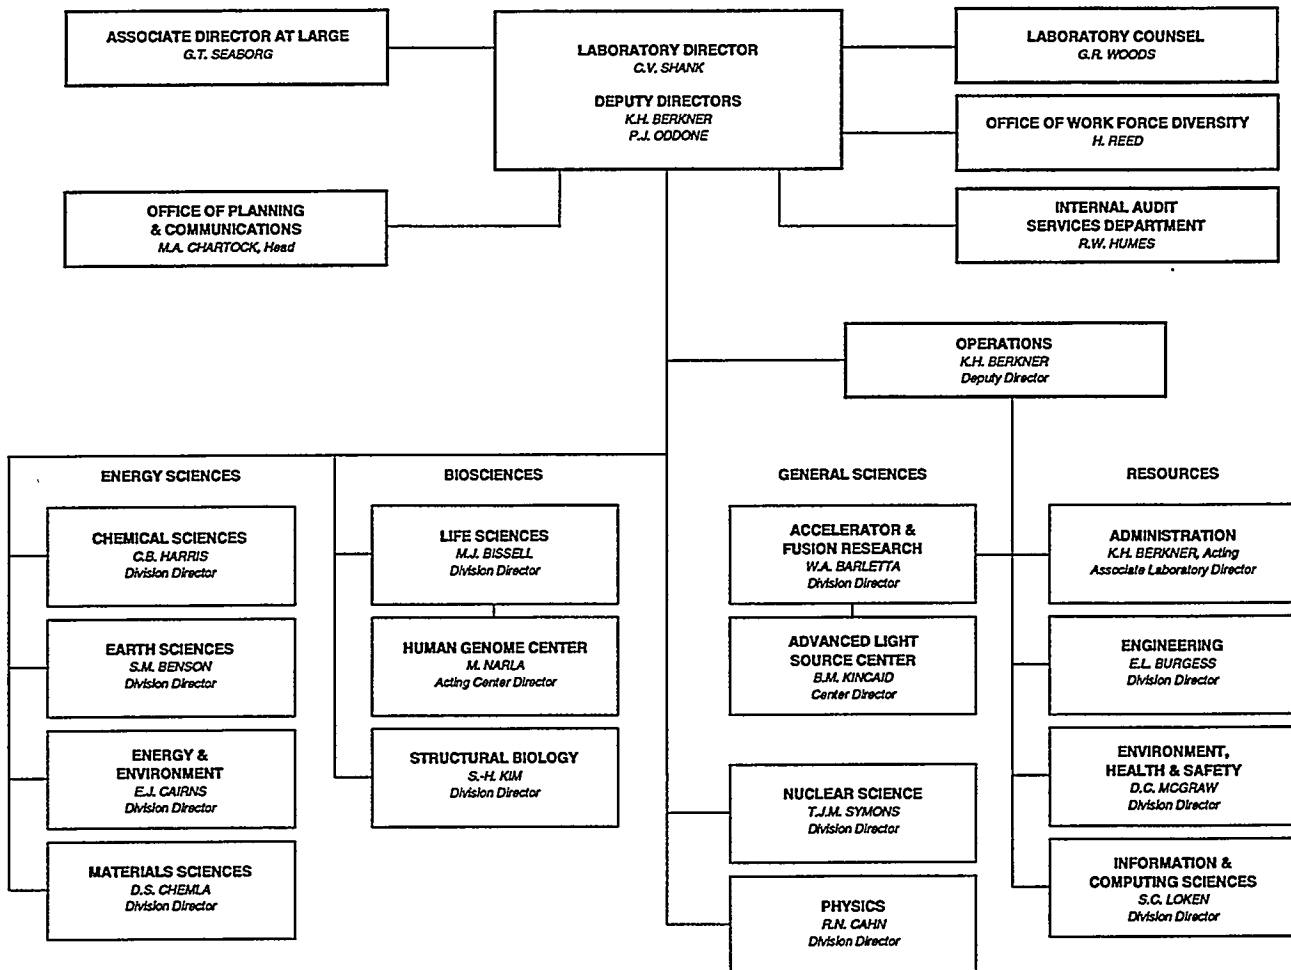 ASSOCIATE DIRECTOR AT LARGE
G.T. SEABORG
LABORATORY DIRECTOR
C.V. SHANK
DEPUTY DIRECTORS
K.H. BERKNER
P.J. ODDONE
LABORATORY COUNSEL
G.R. WOODS
OFFICE OF WORK FORCE DIVERSITY
H. REED
OFFICE OF PLANNING
& COMMUNICATIONS
M.A. CHARTOCK, Head
INTERNAL AUDIT
SERVICES DEPARTMENT
R.W. HUMES
OPERATIONS
K.H. BERKNER
Deputy Director
ENERGY SCIENCES
CHEMICAL SCIENCES
C.B. HARRIS
Division Director
EARTH SCIENCES
S.M. BENSON
Division Director
ENERGY &
ENVIRONMENT
E.J. CAIRNS
Division Director
MATERIALS SCIENCES
D.S. CHEMLA
Division Director
BIOSCIENCES
LIFE SCIENCES
M.J. BISSELL
Division Director
HUMAN GENOME CENTER
M. NARLA
Acting Center Director
STRUCTURAL BIOLOGY
S.-H. KIM
Division Director
GENERAL SCIENCES
ACCELERATOR &
FUSION RESEARCH
W.A. BARLETTA
Division Director
ADVANCED LIGHT
SOURCE CENTER
B.M. KINCAID
Center Director
NUCLEAR SCIENCE
T.J.M. SYMONS
Division Director
PHYSICS
R.N. CAHN
Division Director
RESOURCES
ADMINISTRATION
K.H. BERKNER, Acting
Associate Laboratory Director
ENGINEERING
E.L. BURGESS
Division Director
ENVIRONMENT,
HEALTH & SAFETY
D.C. MCGRAW
Division Director
INFORMATION &
COMPUTING SCIENCES
S.C. LOKEN
Division Director